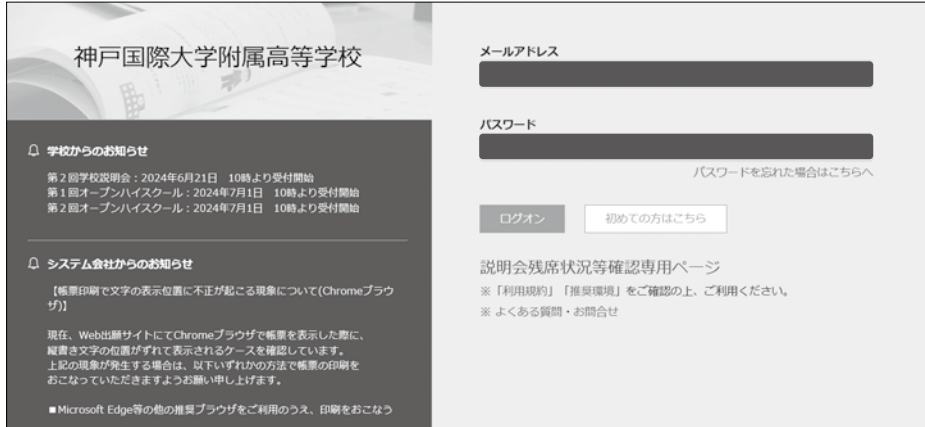 神戸国際大学附属高等学校
学校からのお知らせ
第2回学校説明会:2024年6月21日 10時より受付開始
第1回オープンハイスクール:2024年7月1日 10時より受付開始
第2回オープンハイスクール:2024年7月1日 10時より受付開始
システム会社からのお知らせ
【帳票印刷で文字の表示位置に不正が起こる現象について(Chromeブラウ
ザ)】
現在、Web出願サイトにてChromeブラウザで帳票を表示した際に、
縦書き文字の位置がずれて表示されるケースを確認しています。
上記の現象が発生する場合は、以下いずれかの方法で帳票の印刷を
おこなっていただきますようお願い申し上げます。
■Microsoft Edge等の他の推奨ブラウザをご利用のうえ、印刷をおこなう
メールアドレス
パスワード
パスワードを忘れた場合はこちらへ
ログオン
初めての方はこちら
説明会残席状況等確認専用ページ
※「利用規約」「推奨環境」をご確認の上、ご利用ください。
※ よくある質問・お問合せ